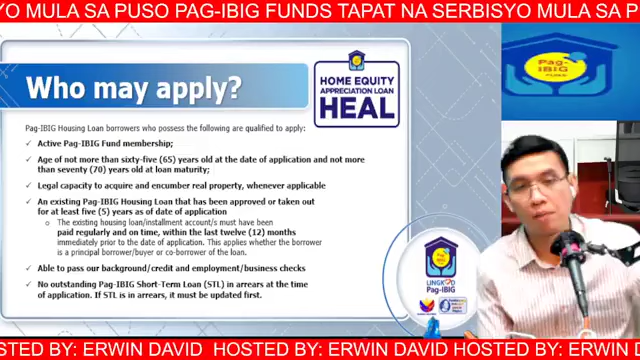 YO MULA SA PUSO PAG-IBIG FUNDS TAPAT NA SERBISYO MULA SA PUS
Who may apply?
HOME EQUITY
APPRECIATION LOAN
HEAL
Pag-IBIG
FUND
Pag-IBIG Housing Loan borrowers who possess the following are qualified to apply:
✓ Active Pag-IBIG Fund membership;
✓ Age of not more than sixty-five (65) years old at the date of application and not more
than seventy (70) years old at loan maturity;
✓ Legal capacity to acquire and encumber real property, whenever applicable
✓ An existing Pag-IBIG Housing Loan that has been approved or taken out
for at least five (5) years as of date of application
o The existing housing loan/installment account/s must have been
paid regularly and on time, within the last twelve (12) months
immediately prior to the date of application. This applies whether the borrower
is a principal borrower/buyer or co-borrower of the loan.
✓ Able to pass our background/credit and employment/business checks
✓ No outstanding Pag-IBIG Short-Term Loan (STL) in arrears at the time
of application. If STL is in arrears, it must be updated first.
LINGKOD
Pag-IBIG
OSTED BY: ERWIN DAVID HOSTED BY: ERWIN DAVID HOSTED BY: ERWIN D